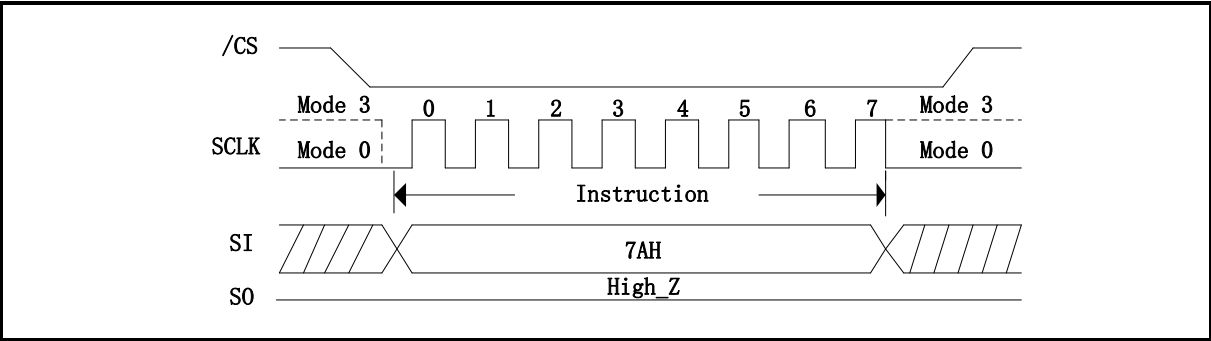 /CS
Mode 3 0 1 2 3 4 5 6 7 Mode 3
SCLK Mode 0 Mode 0
Instruction
SI 7AH
High_Z
SO